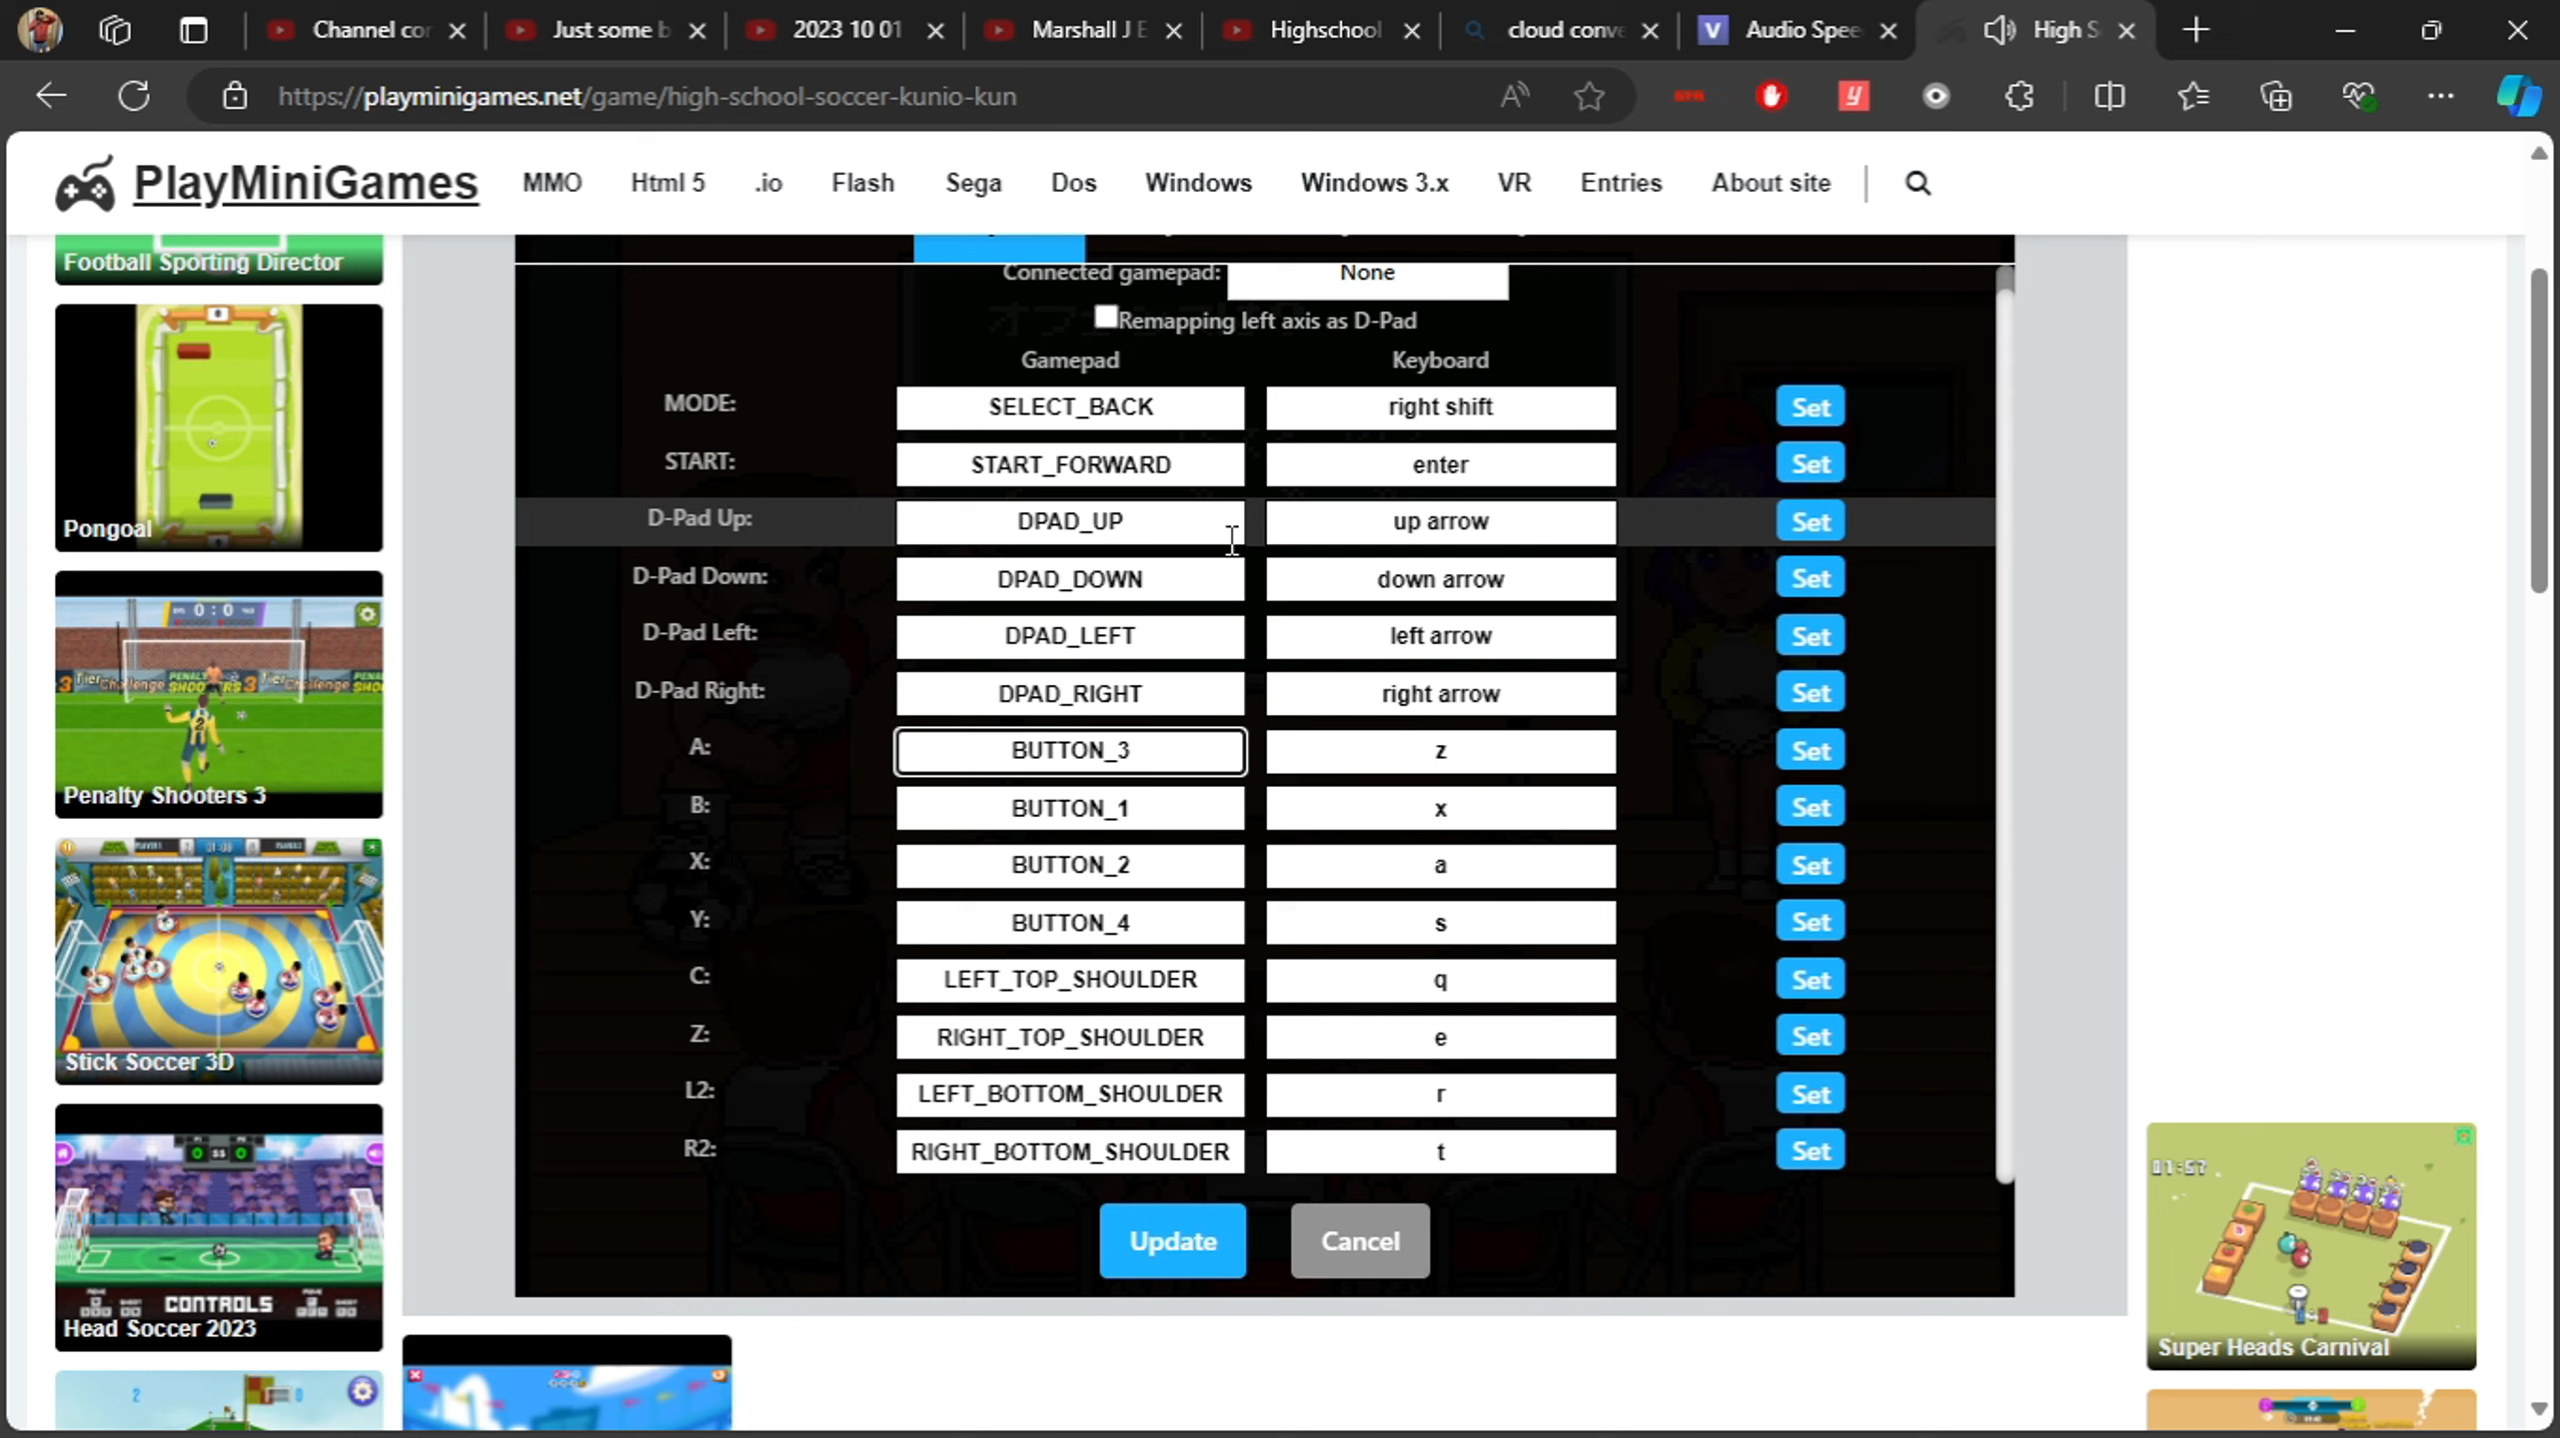 Channel cor
Just some b
2023 10 01
Marshall J E
Highschool
cloud conve
Audio Spee
High S
https://playminigames.net/game/high-school-soccer-kunio-kun
PlayMiniGames
MMO
Html 5
.io
Flash
Sega
Dos
Windows
Windows 3.x
VR
Entries
About site
Football Sporting Director
Pongoal
Penalty Shooters 3
Stick Soccer 3D
CONTROLS
Head Soccer 2023
Connected gamepad: None
Remapping left axis as D-Pad
Gamepad Keyboard
MODE: SELECT_BACK right shift Set
START: START_FORWARD enter Set
D-Pad Up: DPAD_UP up arrow Set
D-Pad Down: DPAD_DOWN down arrow Set
D-Pad Left: DPAD_LEFT left arrow Set
D-Pad Right: DPAD_RIGHT right arrow Set
A: BUTTON_3 z Set
B: BUTTON_1 x Set
X: BUTTON_2 a Set
Y: BUTTON_4 s Set
C: LEFT_TOP_SHOULDER q Set
Z: RIGHT_TOP_SHOULDER e Set
L2: LEFT_BOTTOM_SHOULDER r Set
R2: RIGHT_BOTTOM_SHOULDER t Set
Update Cancel
01:57
Super Heads Carnival